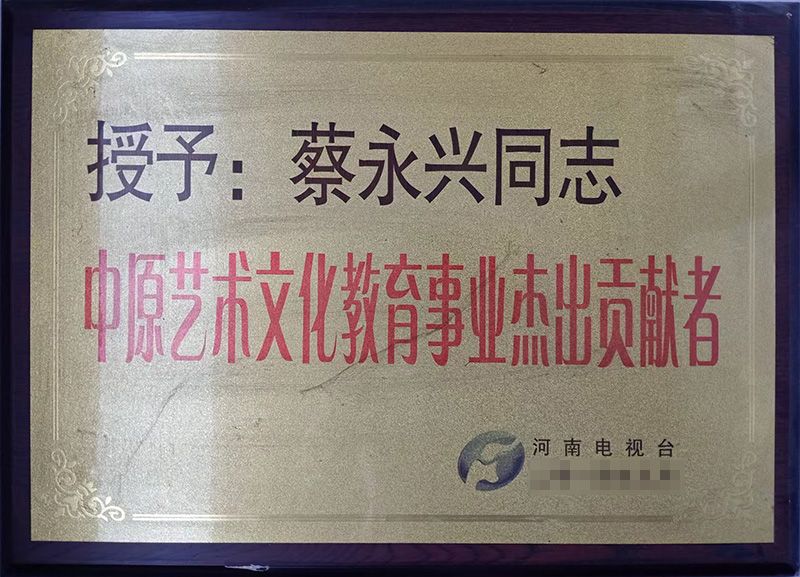 授予：蔡永兴同志
中原艺术文化教育事业杰出贡献者
河南电视台